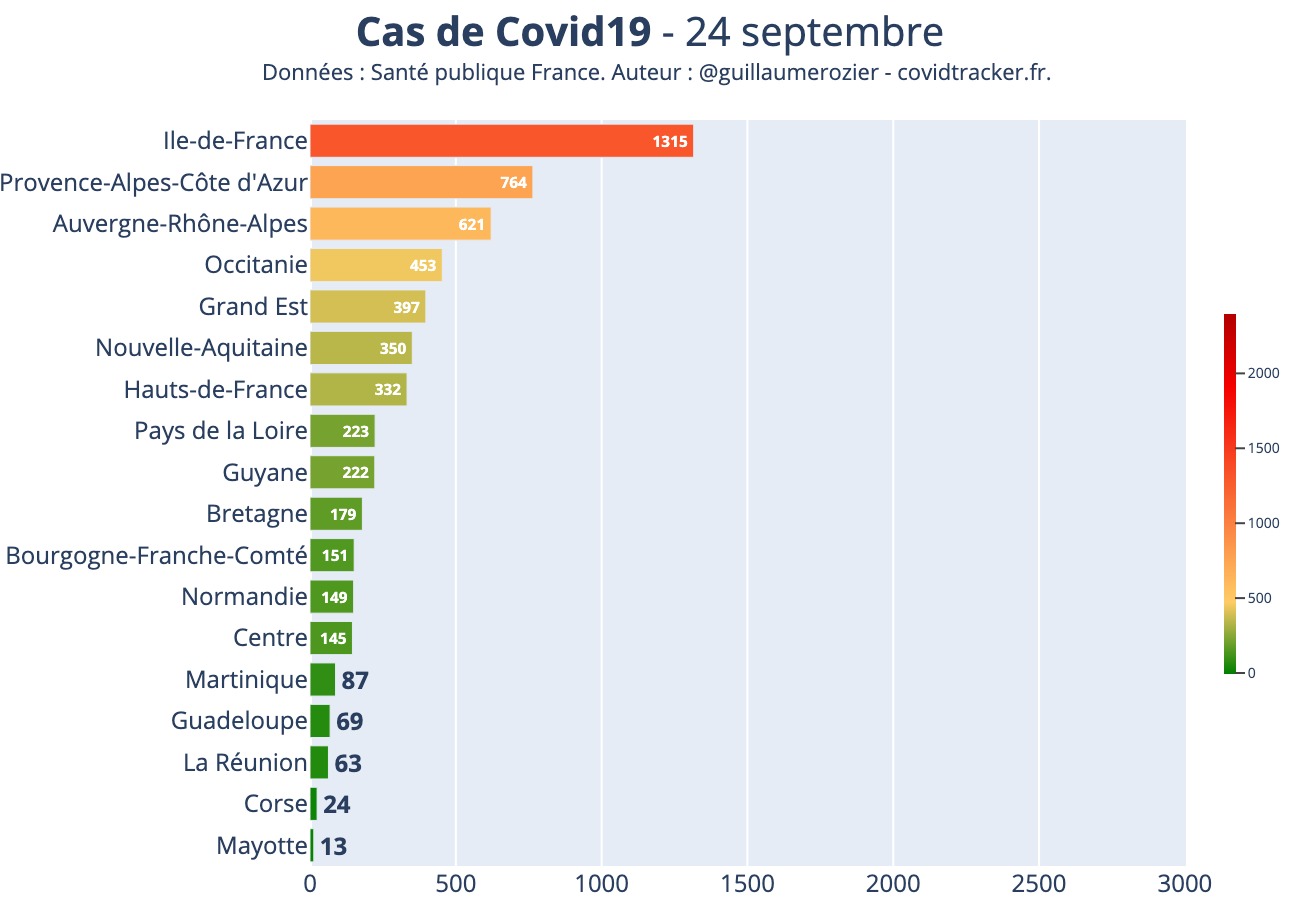 Cas de Covid19 - 24 septembre
Données : Santé publique France. Auteur : @guillaumerozier - covidtracker.fr.
Ile-de-France 1315
Provence-Alpes-Côte d'Azur 764
Auvergne-Rhône-Alpes 621
Occitanie 453
Grand Est 397
Nouvelle-Aquitaine 350
Hauts-de-France 332
Pays de la Loire 223
Guyane 222
Bretagne 179
Bourgogne-Franche-Comté 151
Normandie 149
Centre 145
Martinique 87
Guadeloupe 69
La Réunion 63
Corse 24
Mayotte 13
0 500 1000 1500 2000 2500 3000
2000
1500
1000
500
0